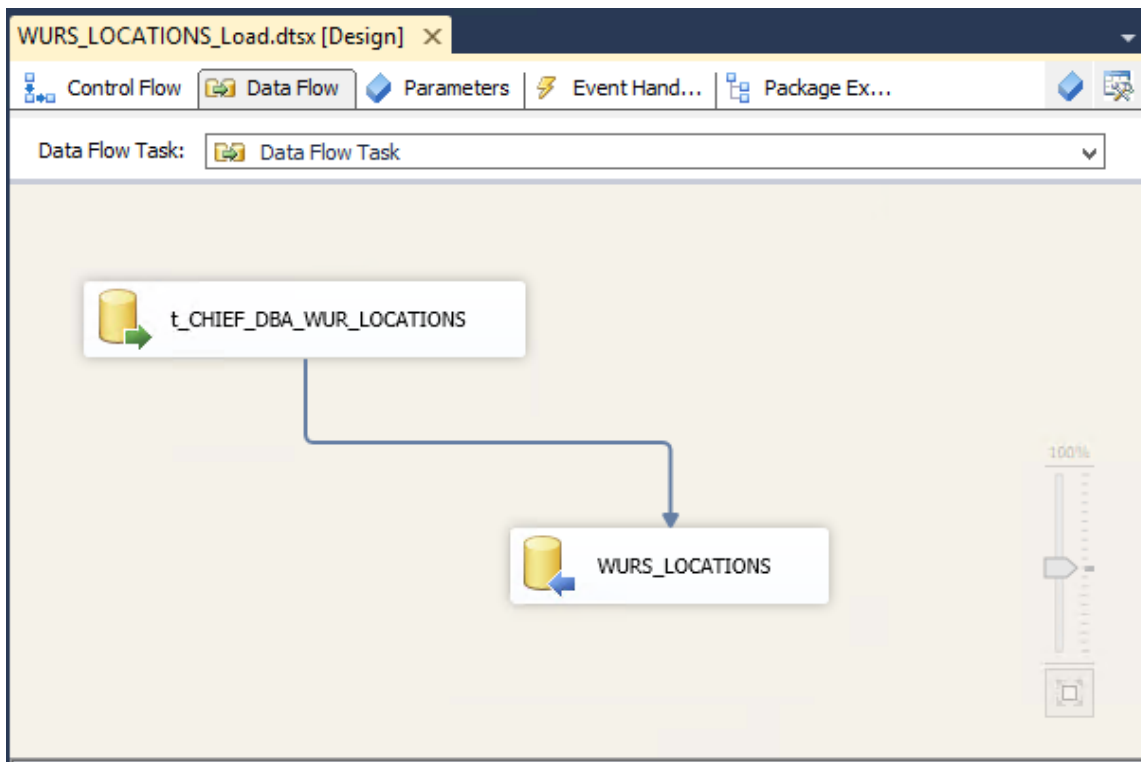 WURS_LOCATIONS_Load.dtsx [Design]
Control Flow Data Flow Parameters Event Hand... Package Ex...
Data Flow Task: Data Flow Task
t_CHIEF_DBA_WUR_LOCATIONS
100%
WURS_LOCATIONS